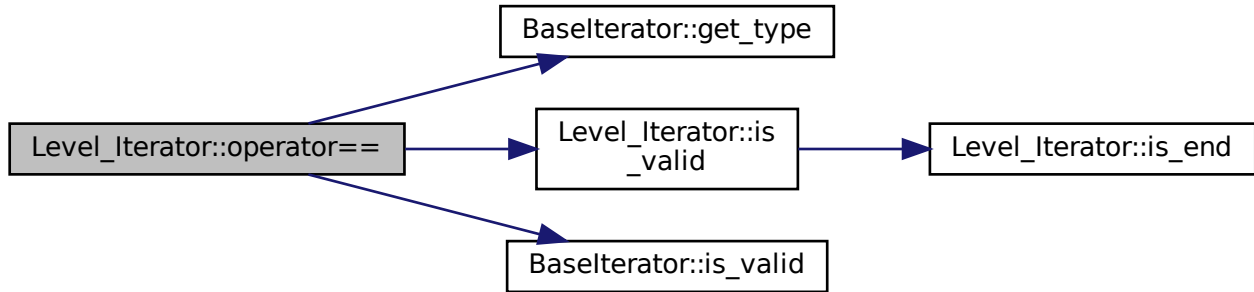 BaseIterator::get_type
Level_Iterator::operator==
Level_Iterator::is
_valid
Level_Iterator::is_end
BaseIterator::is_valid